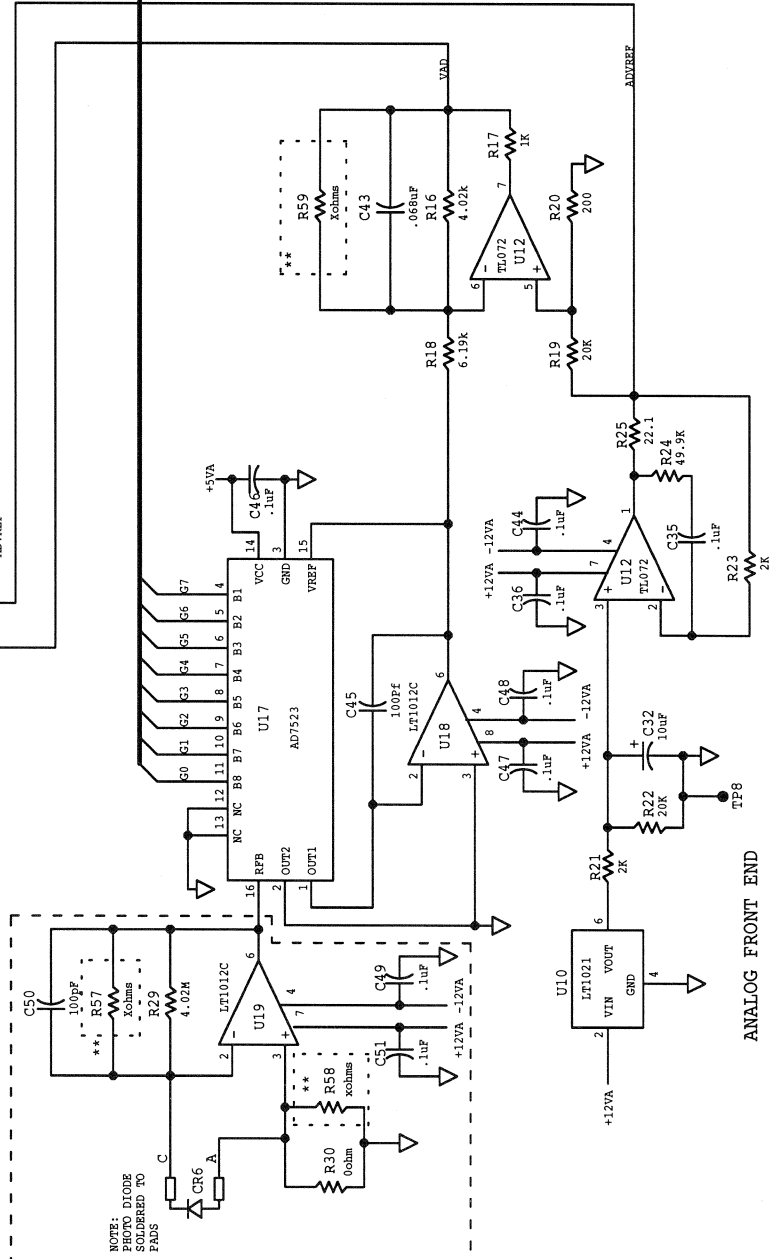 VAD
ADVREF
R59
Xohms
**
C43
.068uF
R16
4.02k
R17
1K
7
TL072
U12
-
+
6
5
R20
200
R18
6.19k
R19
20K
R25
22.1
R24
49.9K
+5VA
C46
.1uF
14
3
15
VCC
GND
VREF
G7
G6
G5
G4
G3
G2
G1
G0
4
5
6
7
8
9
10
11
12
13
B1
B2
B3
B4
B5
B6
B7
B8
NC
NC
U17
AD7523
RFB
OUT2
OUT1
16
2
1
C45
100Pf
LT1012C
U18
6
-
+
2
3
4
8
C48
.1uF
-12VA
C47
.1uF
+12VA
+12VA
-12VA
C44
.1uF
C36
.1uF
4
7
1
U12
TL072
+
-
3
2
C35
.1uF
R23
2K
+
C32
10uF
R22
20K
TP8
R21
2K
U10
LT1021
VIN
VOUT
GND
6
2
4
+12VA
ANALOG FRONT END
C50
100pF
R57
Xohms
**
R29
4.02M
LT1012C
U19
6
-
+
2
3
4
7
C49
.1uF
-12VA
+12VA
C51
.1uF
**
R58
xohms
R30
0ohm
C
A
CR6
NOTE:
PHOTO DIODE
SOLDERED TO
PADS